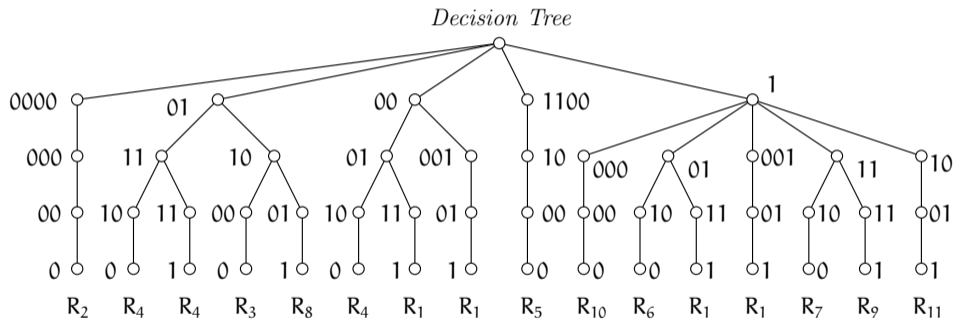 Decision Tree
0000 01 00 1100 1
000 11 10 01 001 10 000 01 001 11 10
00 10 11 00 01 10 11 01 00 00 10 11 01 10 11 01
0 0 1 0 1 0 1 1 0 0 0 1 1 0 1 1
R₂ R₄ R₄ R₃ R₈ R₄ R₁ R₁ R₅ R₁₀ R₆ R₁ R₁ R₇ R₉ R₁₁